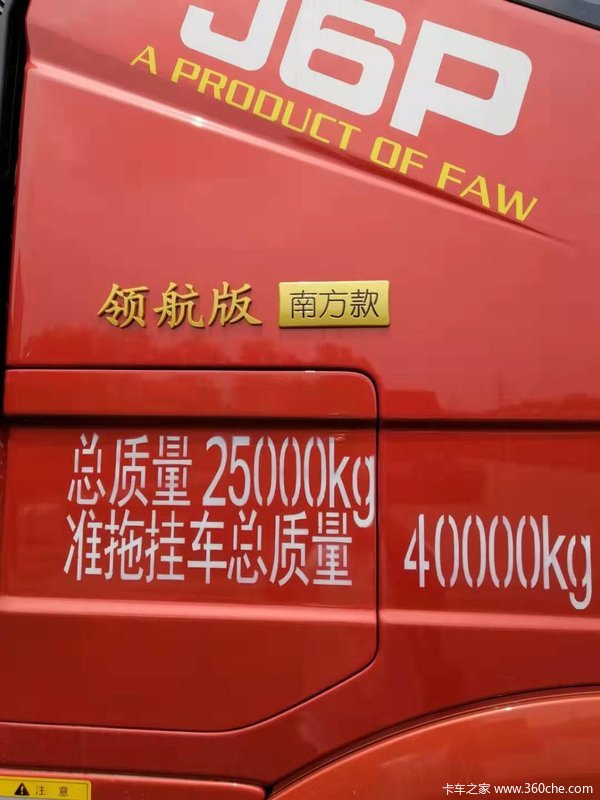 J6P
A PRODUCT OF FAW
领航版 南方款
总质量 25000kg
准拖挂车总质量 40000kg
注意
卡车之家 www.360che.com